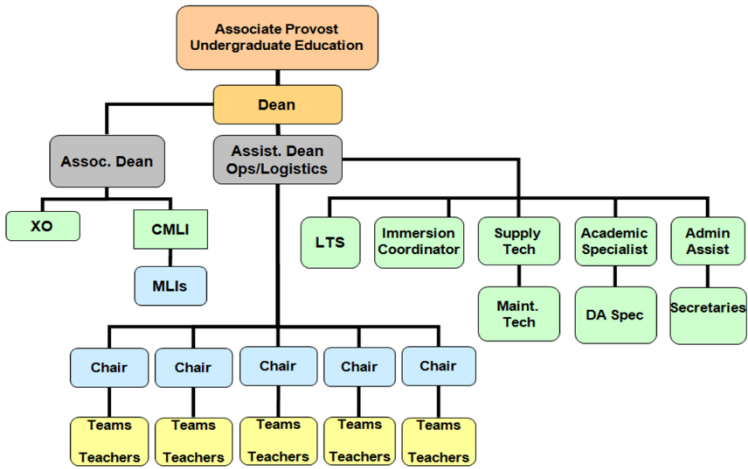 Associate Provost
Undergraduate Education
Dean
Assoc. Dean
Assist. Dean
Ops/Logistics
XO
CMLI
LTS
Immersion
Coordinator
Supply
Tech
Academic
Specialist
Admin
Assist
MLIs
Maint.
Tech
DA Spec
Secretaries
Chair
Chair
Chair
Chair
Chair
Teams
Teachers
Teams
Teachers
Teams
Teachers
Teams
Teachers
Teams
Teachers